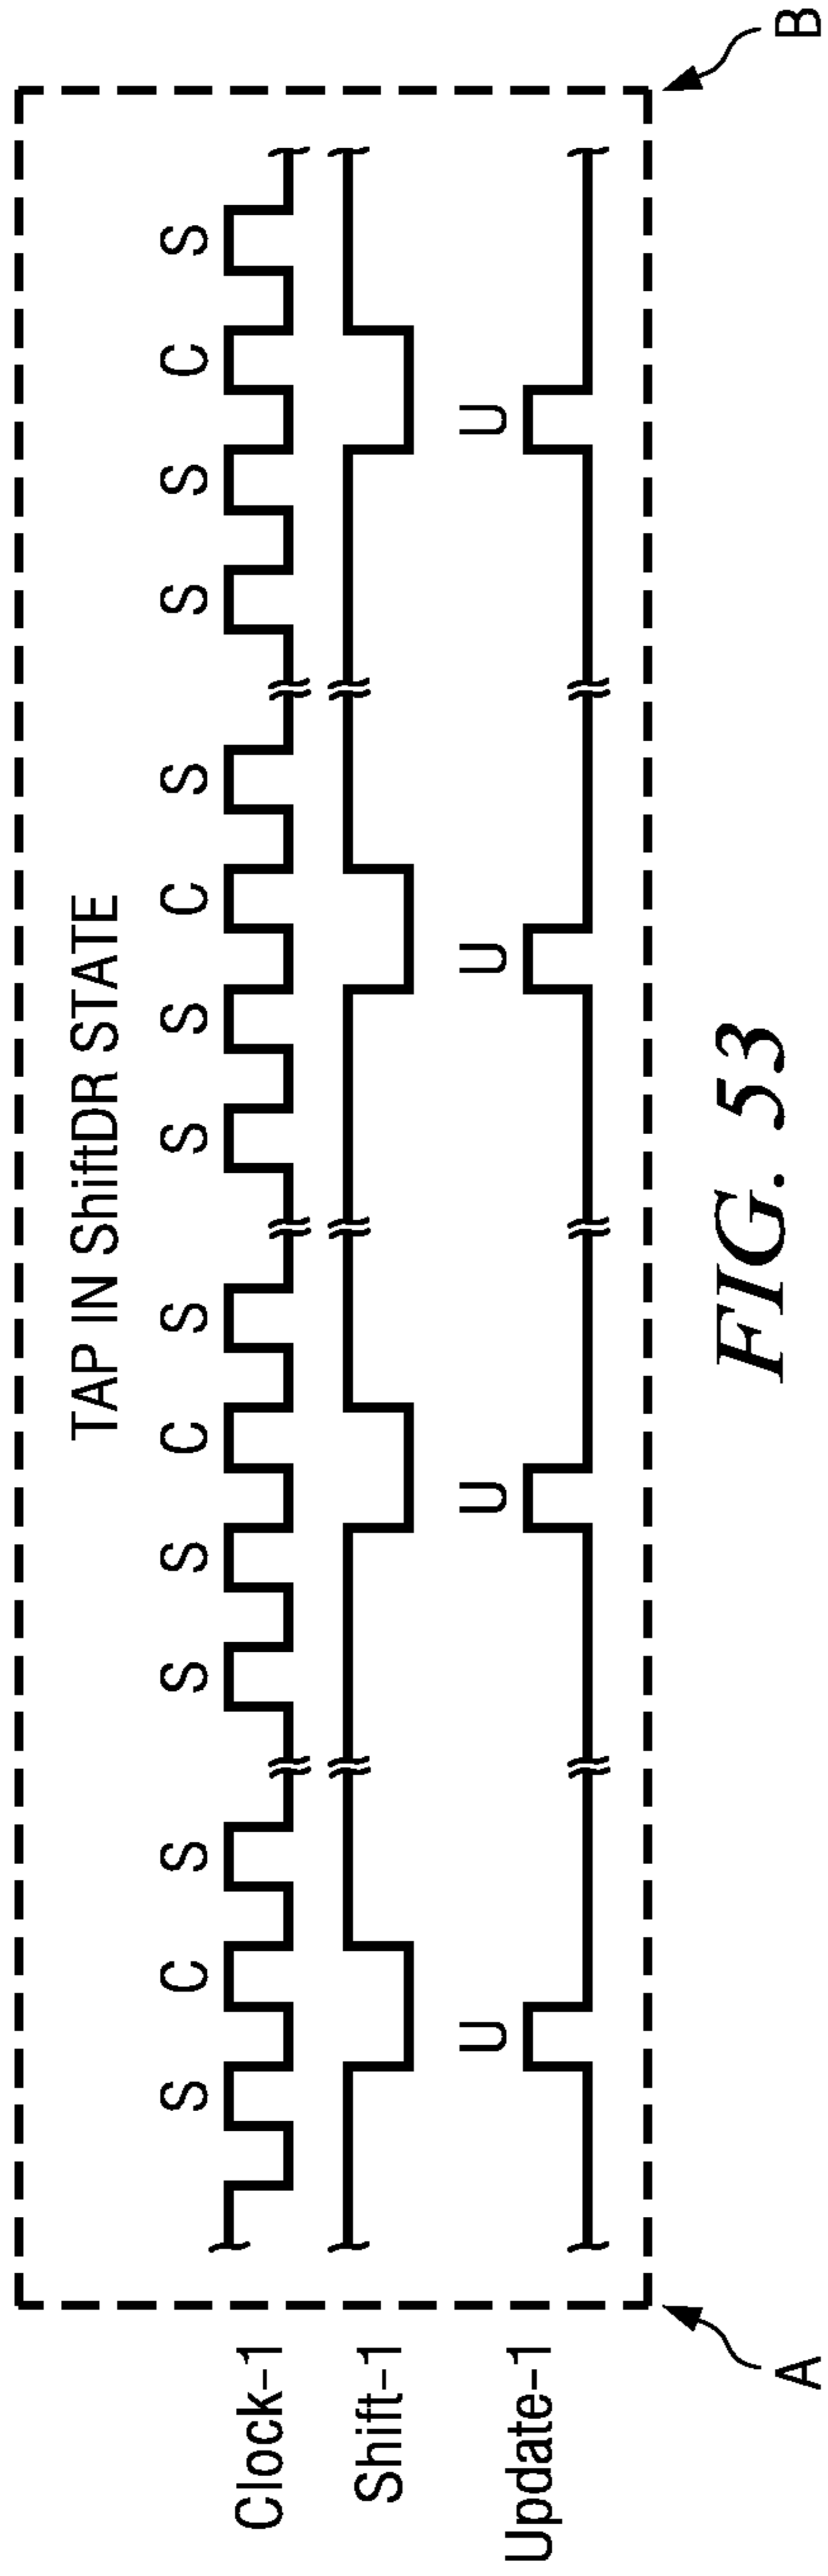 TAP IN ShiftDR STATE
S C S S S C S S S C S S S C S
Clock-1
Shift-1
U U U U
Update-1
A B
FIG. 53